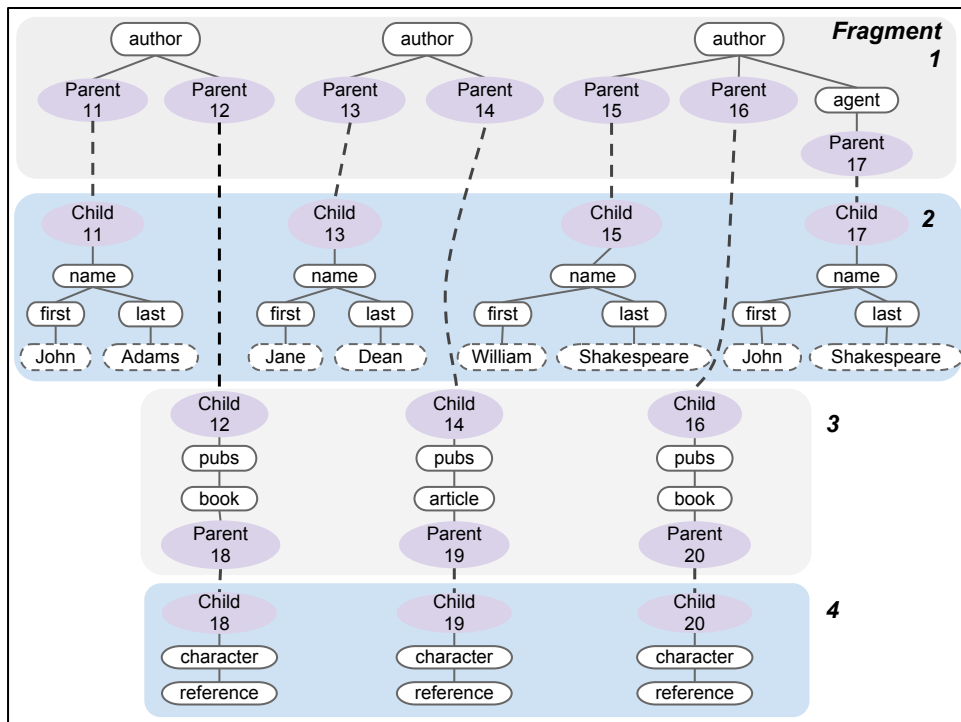 Fragment
1
author
author
author
Parent
11
Parent
12
Parent
13
Parent
14
Parent
15
Parent
16
agent
Parent
17
2
Child
11
Child
13
Child
15
Child
17
name
name
name
name
first
last
first
last
first
last
first
last
John
Adams
Jane
Dean
William
Shakespeare
John
Shakespeare
3
Child
12
Child
14
Child
16
pubs
pubs
pubs
book
article
book
Parent
18
Parent
19
Parent
20
4
Child
18
Child
19
Child
20
character
character
character
reference
reference
reference